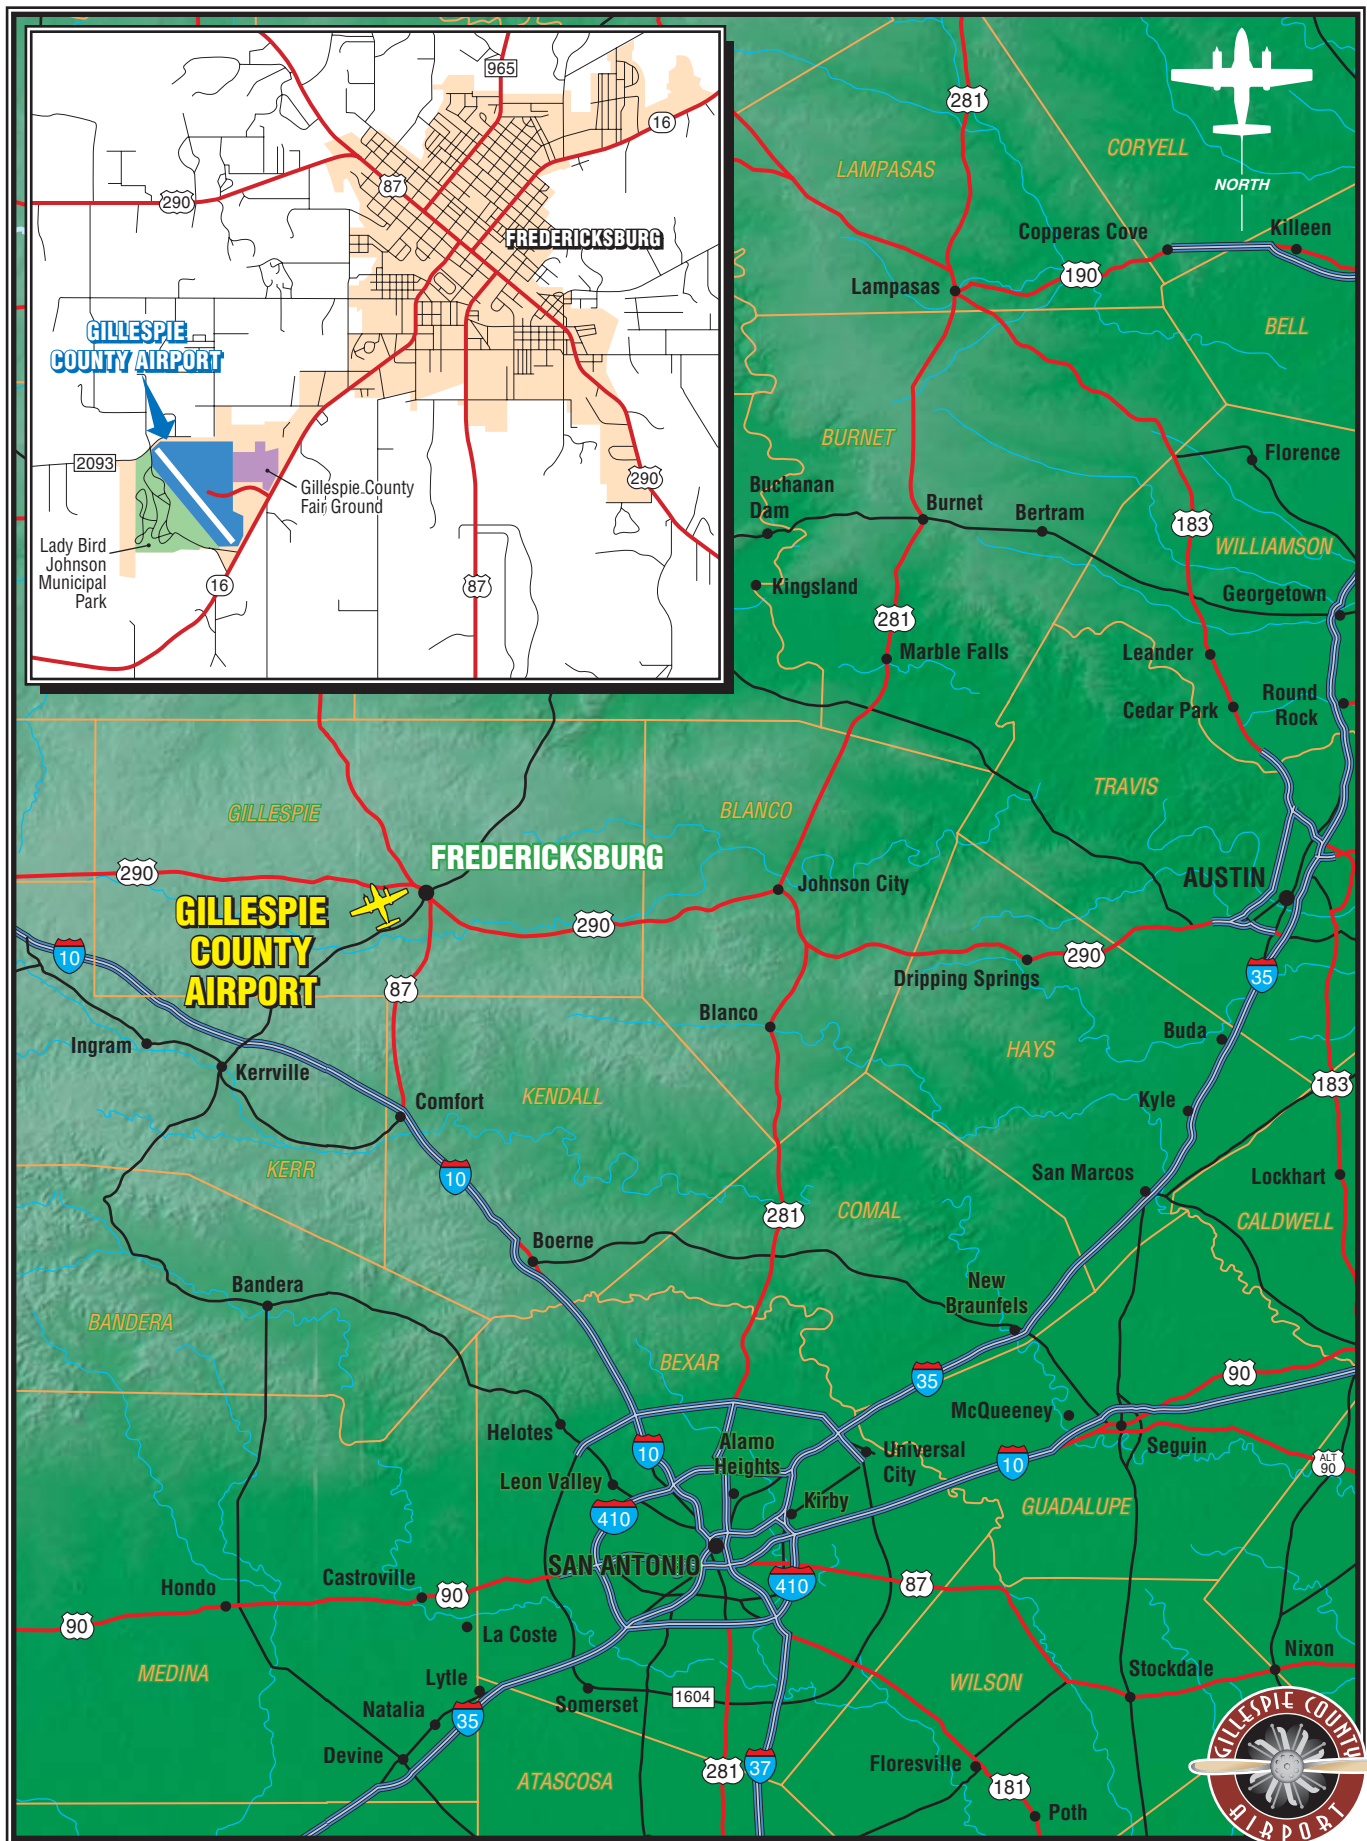 965
16
87
290
FREDERICKSBURG
GILLESPIE
COUNTY AIRPORT
2093
Gillespie County
Fair Ground
290
Lady Bird
Johnson
Municipal
Park
16
87
281
CORYELL
LAMPASAS
NORTH
Copperas Cove
Killeen
190
Lampasas
BELL
BURNET
Florence
Buchanan
Dam
Burnet
Bertram
183
WILLIAMSON
Kingsland
Georgetown
281
Marble Falls
Leander
Cedar Park
Round
Rock
TRAVIS
GILLESPIE
BLANCO
FREDERICKSBURG
290
Johnson City
AUSTIN
GILLESPIE
COUNTY
AIRPORT
290
290
10
Dripping Springs
35
87
Blanco
Buda
Ingram
HAYS
Kerrville
183
KENDALL
Comfort
Kyle
KERR
10
San Marcos
Lockhart
281
COMAL
CALDWELL
Boerne
Bandera
New
Braunfels
BANDERA
BEXAR
35
90
McQueeney
Helotes
10
Alamo
Heights
Universal
City
Seguin
10
ALT
90
Leon Valley
Kirby
GUADALUPE
410
SAN ANTONIO
410
87
Hondo
Castroville
90
90
La Coste
MEDINA
Nixon
Stockdale
Lytle
WILSON
Somerset
1604
Natalia
35
Devine
281
37
Floresville
ATASCOSA
181
Poth
GILLESPIE COUNTY
AIRPORT